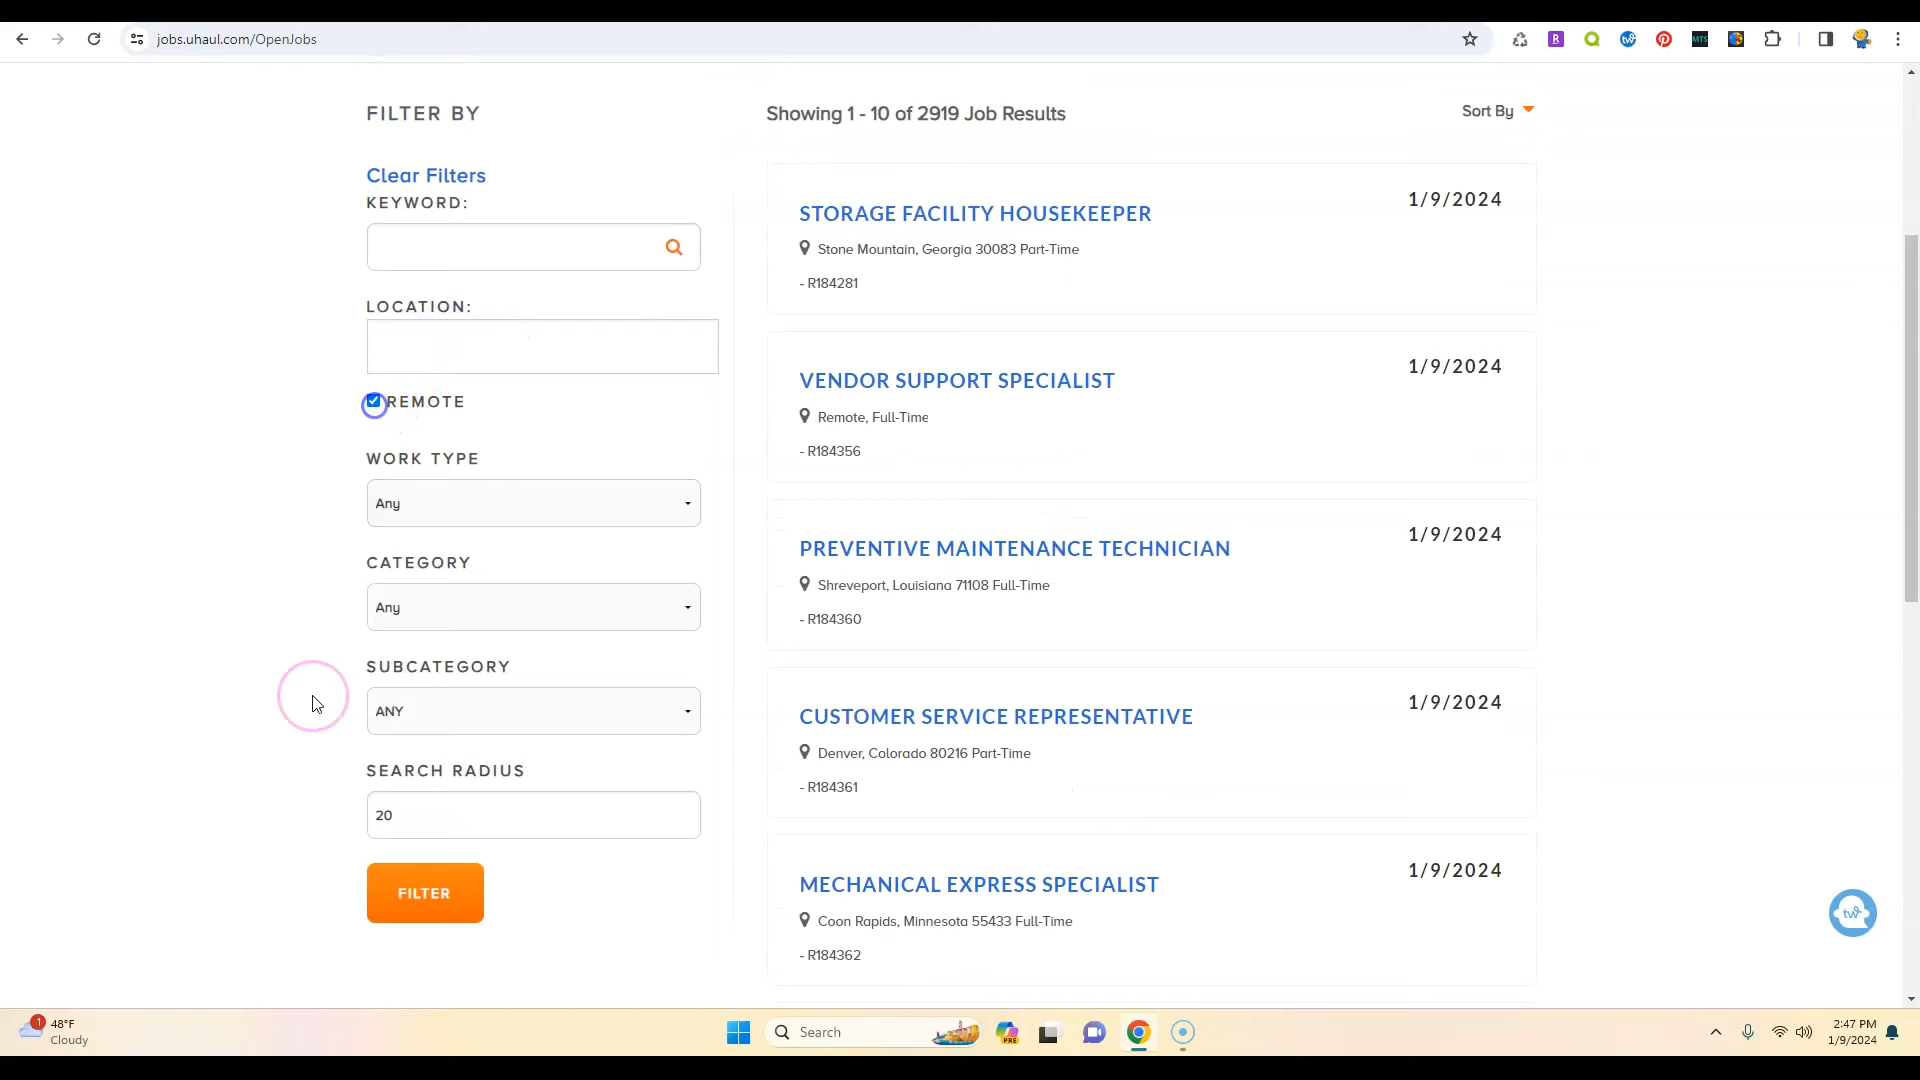 jobs.uhaul.com/OpenJobs
R
MTS
FILTER BY
Showing 1 - 10 of 2919 Job Results
Sort By
Clear Filters
KEYWORD:
LOCATION:
REMOTE
WORK TYPE
Any
CATEGORY
Any
SUBCATEGORY
ANY
SEARCH RADIUS
20
FILTER
STORAGE FACILITY HOUSEKEEPER
1/9/2024
Stone Mountain, Georgia 30083 Part-Time
- R184281
VENDOR SUPPORT SPECIALIST
1/9/2024
Remote, Full-Time
- R184356
PREVENTIVE MAINTENANCE TECHNICIAN
1/9/2024
Shreveport, Louisiana 71108 Full-Time
- R184360
CUSTOMER SERVICE REPRESENTATIVE
1/9/2024
Denver, Colorado 80216 Part-Time
- R184361
MECHANICAL EXPRESS SPECIALIST
1/9/2024
Coon Rapids, Minnesota 55433 Full-Time
- R184362
tw
1
48°F
Cloudy
Search
PRE
2:47 PM
1/9/2024